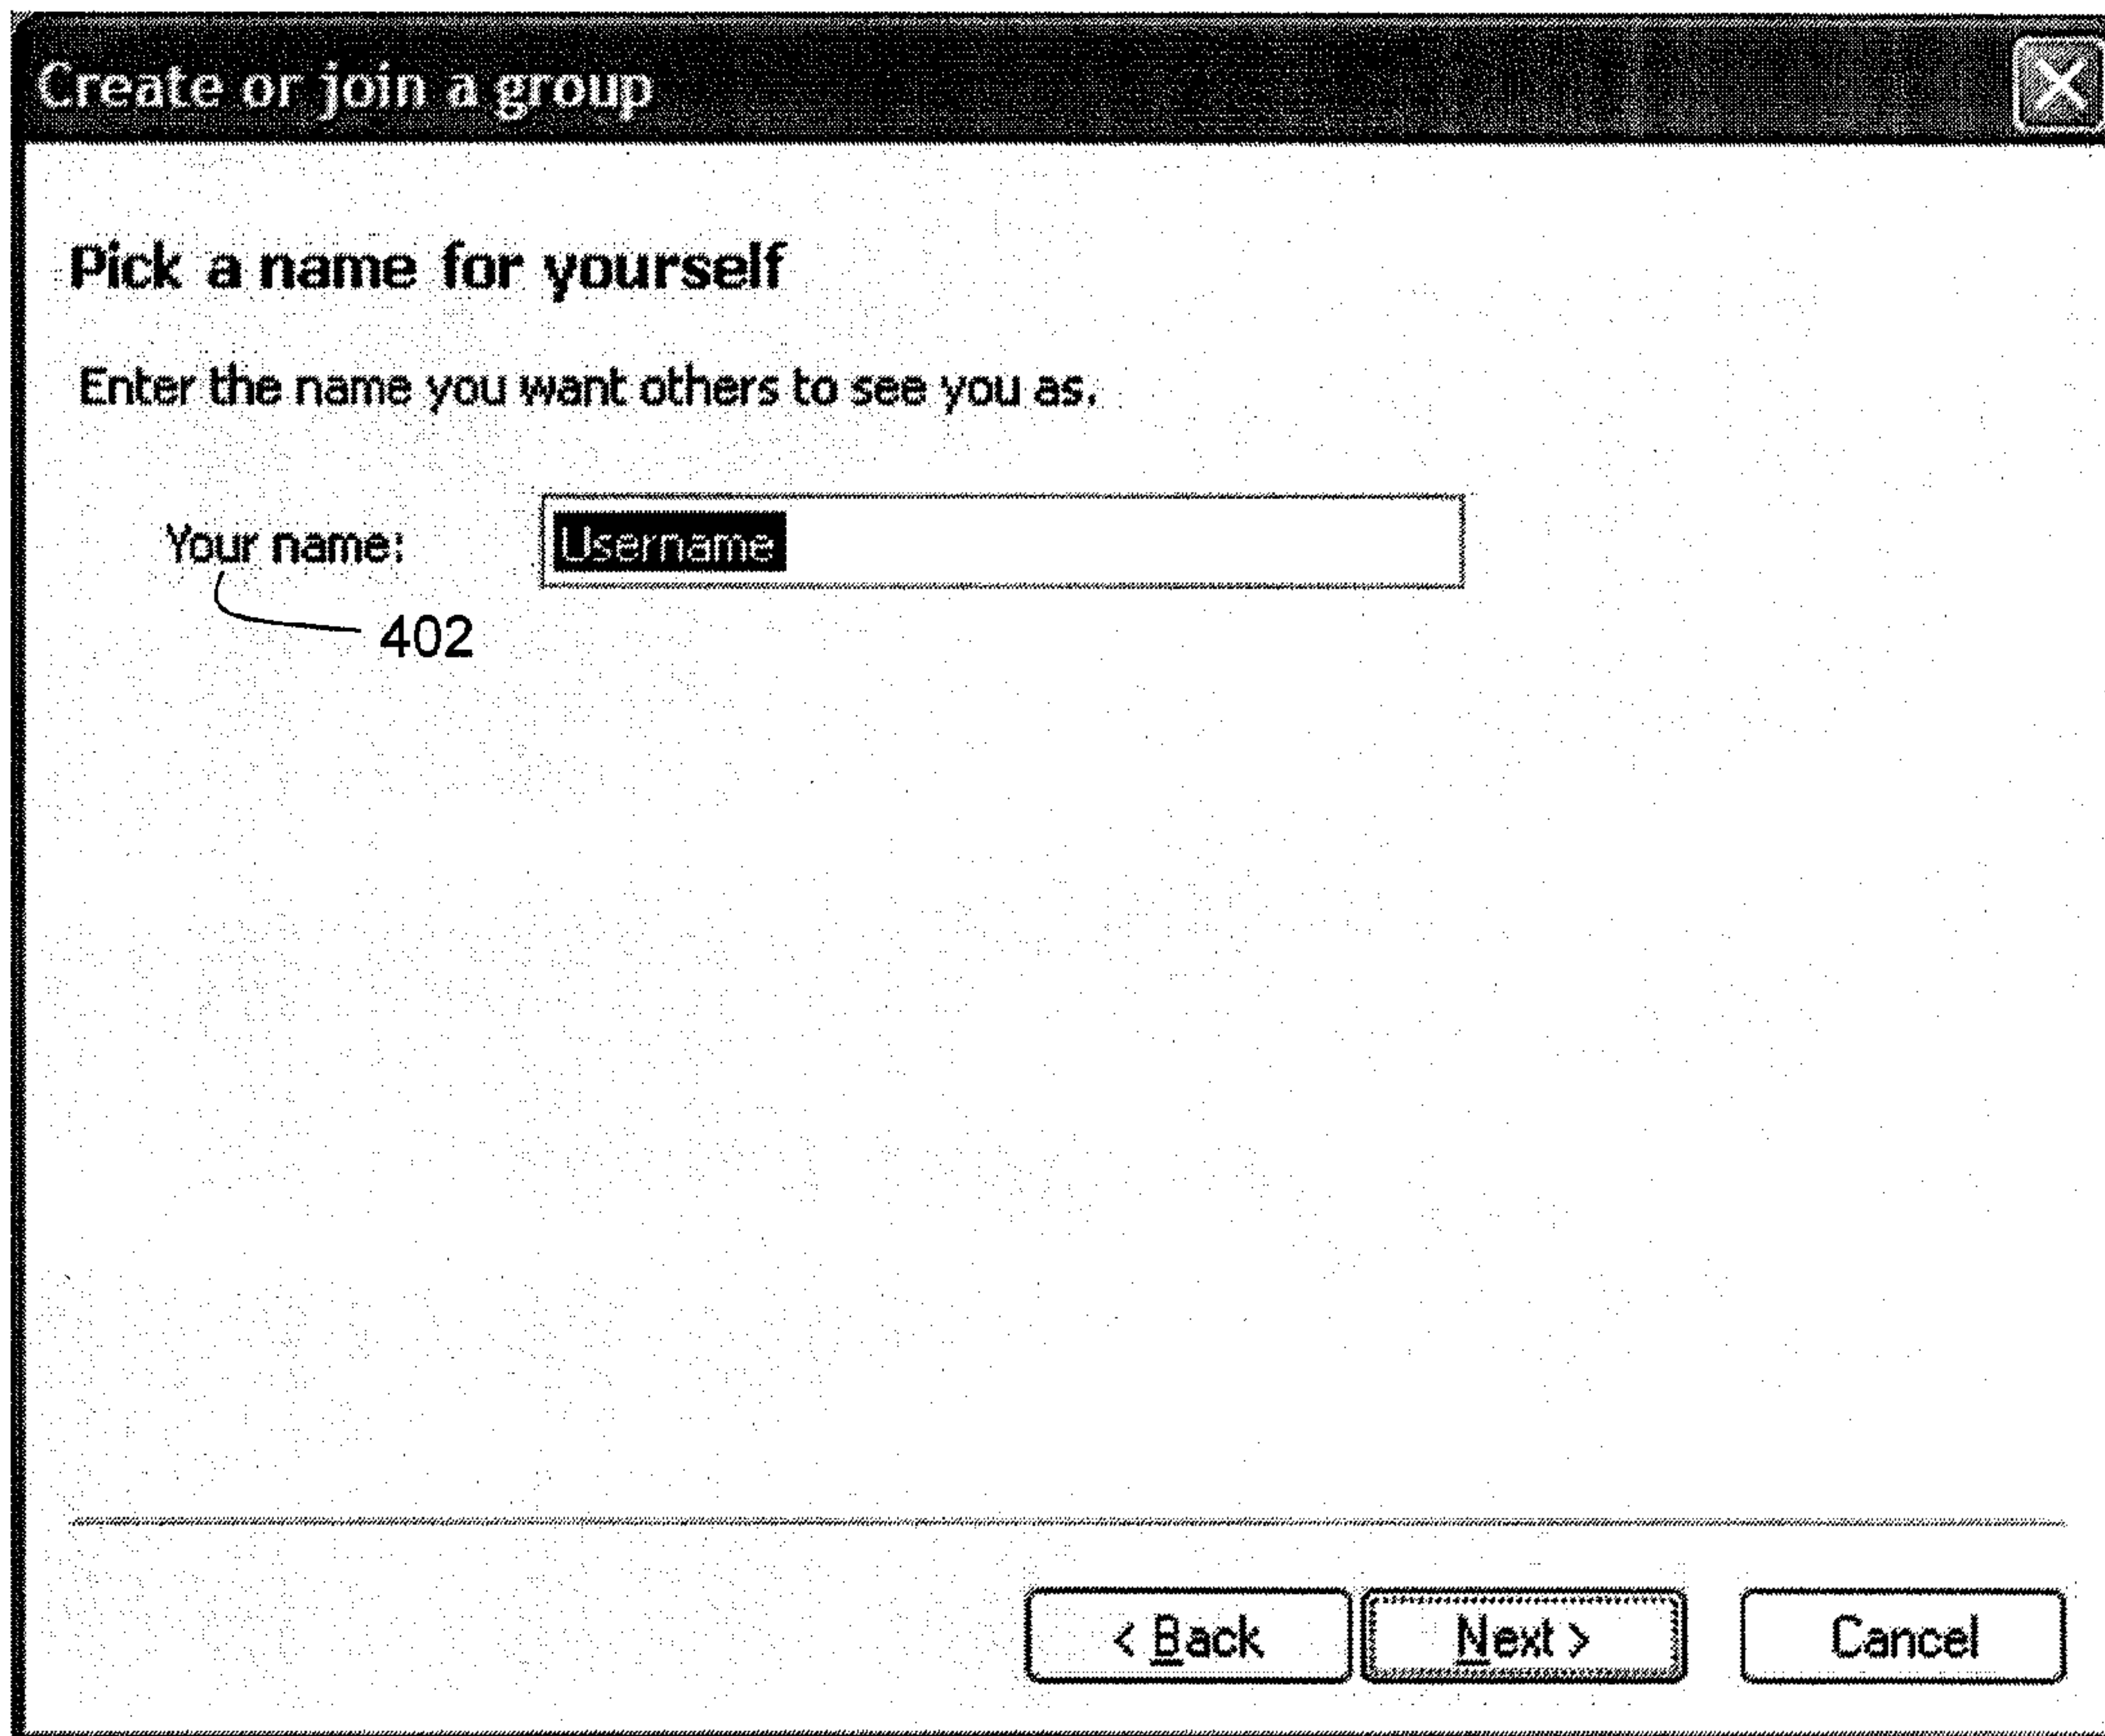 Create or join a group
Pick a name for yourself
Enter the name you want others to see you as.
Your name: Username
402
< Back Next > Cancel